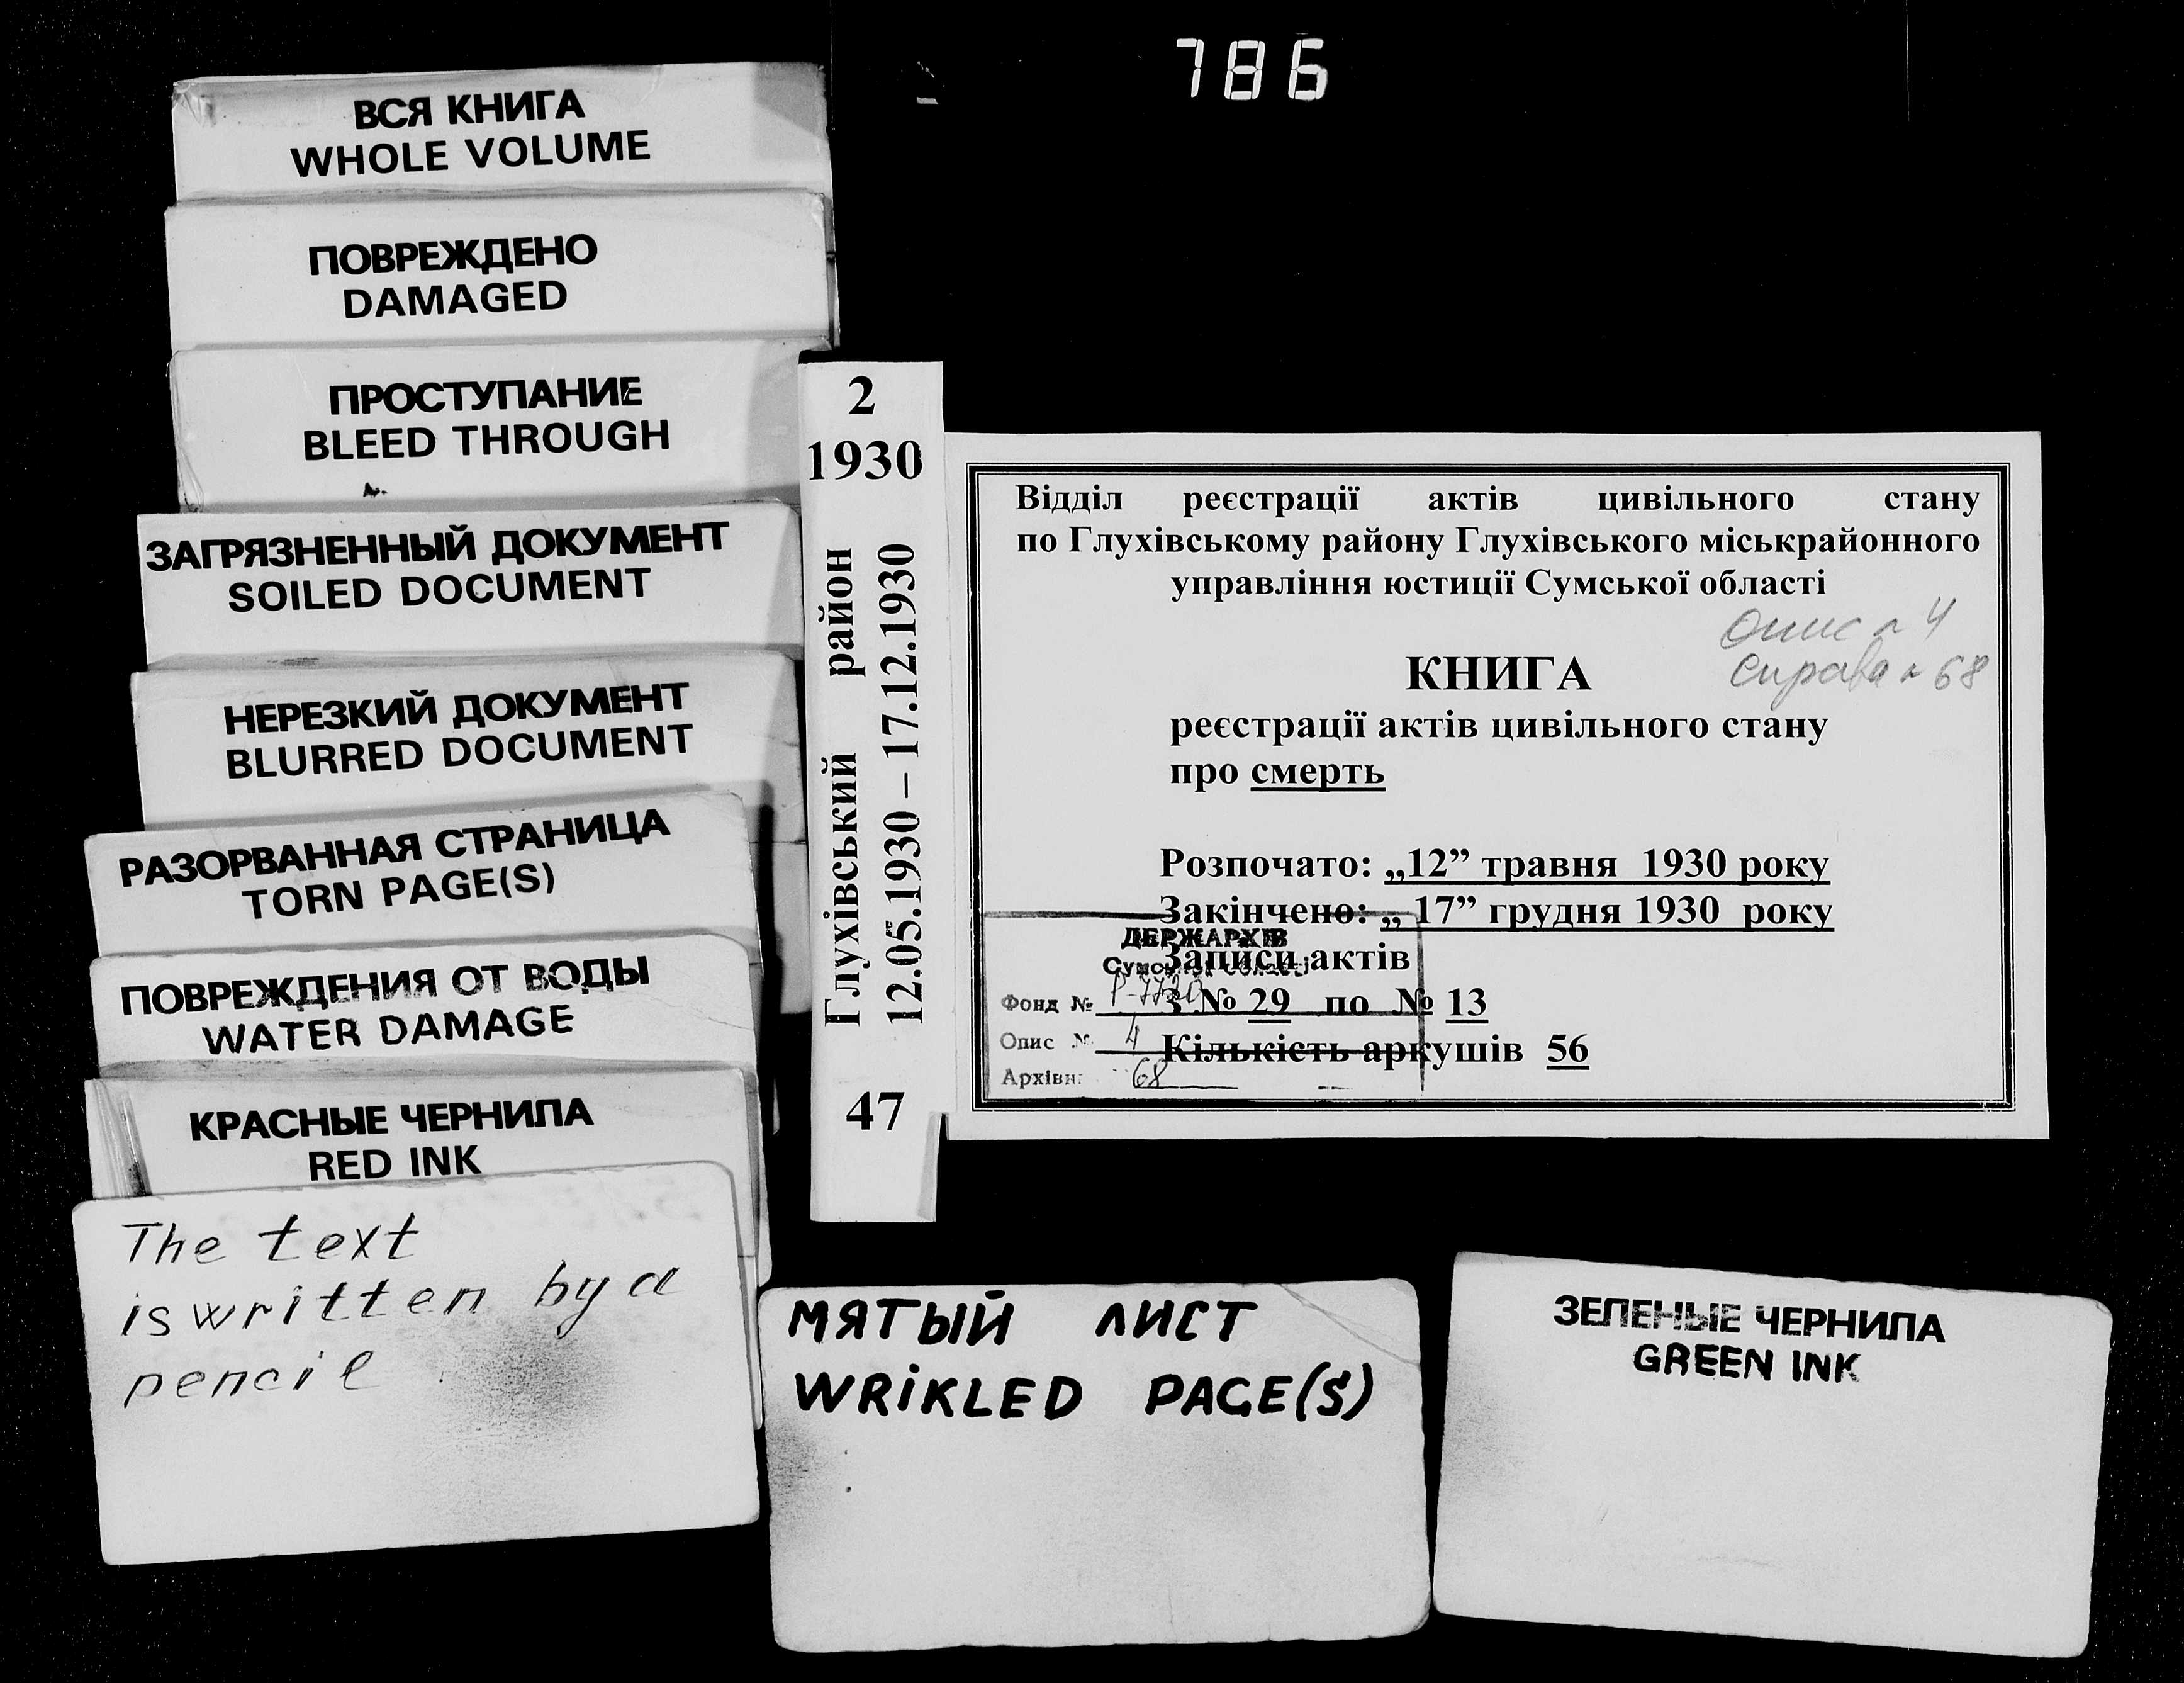 786
ВСЯ КНИГА
WHOLE VOLUME
ПОВРЕЖДЕНО
DAMAGED
ПРОСТУПАНИЕ
BLEED THROUGH
ЗАГРЯЗНЕННЫЙ ДОКУМЕНТ
SOILED DOCUMENT
НЕРЕЗКИЙ ДОКУМЕНТ
BLURRED DOCUMENT
РАЗОРВАННАЯ СТРАНИЦА
TORN PAGE(S)
ПОВРЕЖДЕНИЯ ОТ ВОДЫ
WATER DAMAGE
КРАСНЫЕ ЧЕРНИЛА
RED INK
The text
is written by a
pencil
2
1930
Глухівський район
12.05.1930 – 17.12.1930
47
Відділ реєстрації актів цивільного стану
по Глухівському району Глухівського міськрайонного
управління юстиції Сумської області
Опис № 4
Справа № 68
КНИГА
реєстрації актів цивільного стану
про смерть
Розпочато: „12” травня 1930 року
Закінчено: „ 17” грудня 1930 року
Записи актів
з № 29 по № 13
Кількість аркушів 56
ДЕРЖАРХІВ
Фонд № Р-7720
Опис № 4
68
МЯТЫЙ ЛИСТ
WRIKLED PAGE(S)
ЗЕЛЕНЫЕ ЧЕРНИЛА
GREEN INK